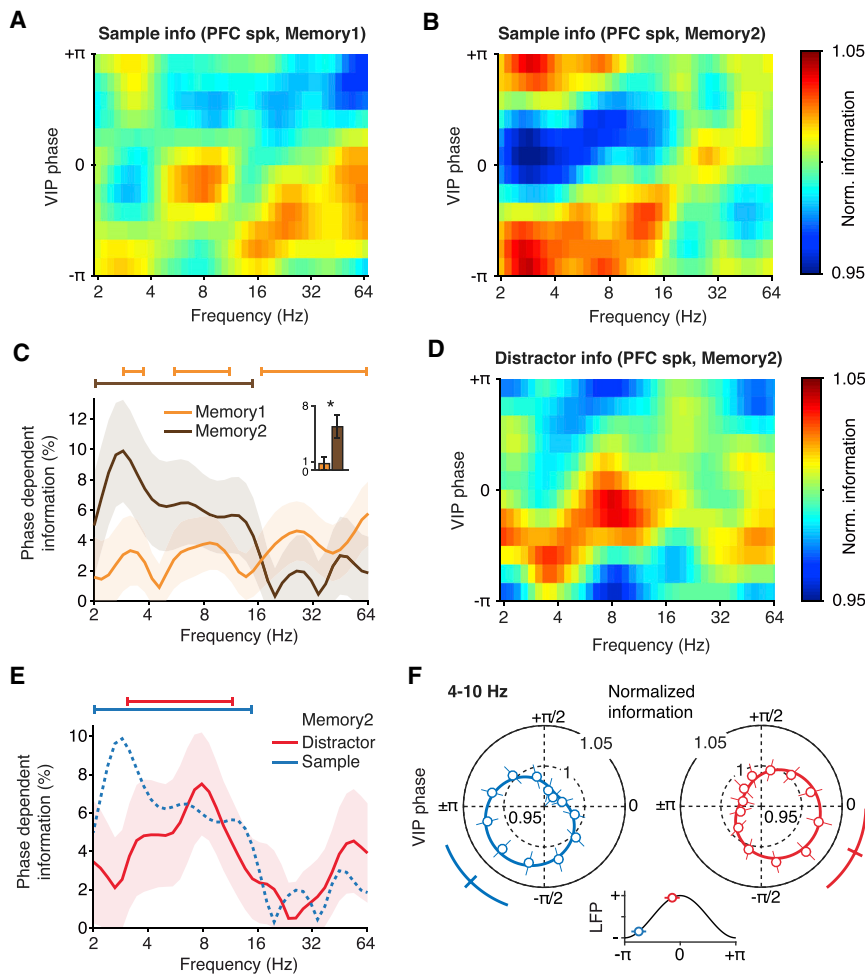 A
Sample info (PFC spk, Memory1)
+π
0
-π
VIP phase
2 4 8 16 32 64
Frequency (Hz)
B
Sample info (PFC spk, Memory2)
+π
0
-π
VIP phase
2 4 8 16 32 64
Frequency (Hz)
1.05
0.95
Norm. information
C
Memory1
Memory2
12
10
8
6
4
2
0
Phase dependent
information (%)
8
1
0
*
2 4 8 16 32 64
Frequency (Hz)
D
Distractor info (PFC spk, Memory2)
+π
0
-π
VIP phase
2 4 8 16 32 64
Frequency (Hz)
1.05
0.95
Norm. information
E
Memory2
Distractor
Sample
10
8
6
4
2
0
Phase dependent
information (%)
2 4 8 16 32 64
Frequency (Hz)
F
4-10 Hz
Normalized
information
VIP phase
+π/2
1.05
1
0.95
±π
0
-π/2
+π/2
1.05
1
0.95
±π
0
-π/2
LFP
+
-
-π 0 +π